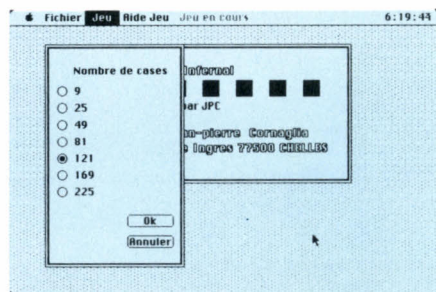 Fichier Jeu Aide Jeu Jeu en cours 6:19:44
Nombre de cases
9
25
49
81
121
169
225
Ok
Annuler
Infernal
par JPC
n-pierre Cornaglia
Ingres 77500 CHELLES